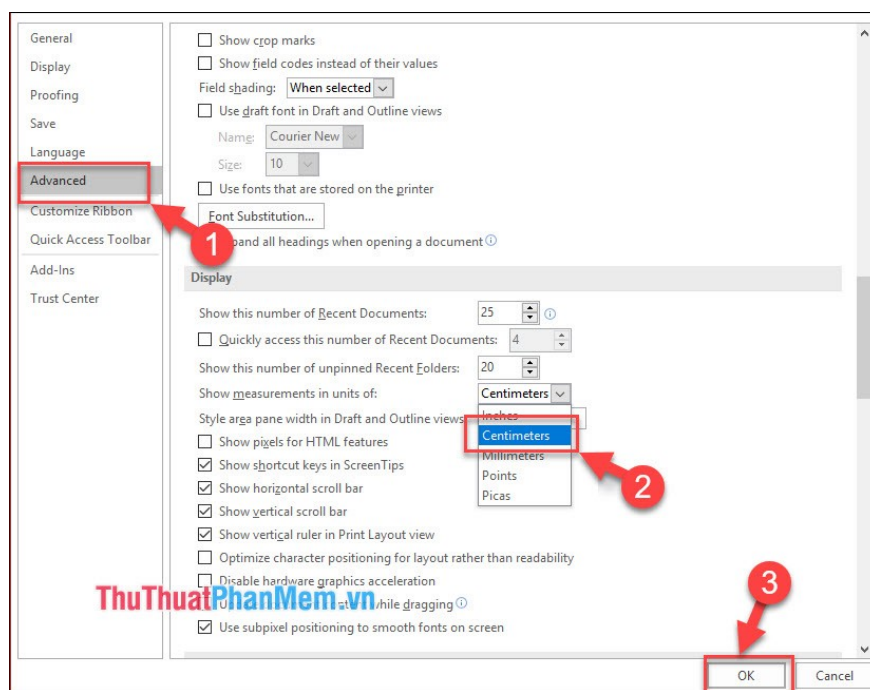 General
Display
Proofing
Save
Language
Advanced
Customize Ribbon
Quick Access Toolbar
Add-Ins
Trust Center
Show crop marks
Show field codes instead of their values
Field shading: When selected
Use draft font in Draft and Outline views
Name: Courier New
Size: 10
Use fonts that are stored on the printer
Font Substitution...
all headings when opening a document
1
Display
Show this number of Recent Documents: 25
Quickly access this number of Recent Documents: 4
Show this number of unpinned Recent Folders: 20
Show measurements in units of: Centimeters
Style area pane width in Draft and Outline views
Inches
Centimeters
Millimeters
Points
Picas
2
Show pixels for HTML features
Show shortcut keys in ScreenTips
Show horizontal scroll bar
Show vertical scroll bar
Show vertical ruler in Print Layout view
Optimize character positioning for layout rather than readability
Disable hardware graphics acceleration
while dragging
ThuThuatPhanMem.vn
Use subpixel positioning to smooth fonts on screen
3
OK
Cancel